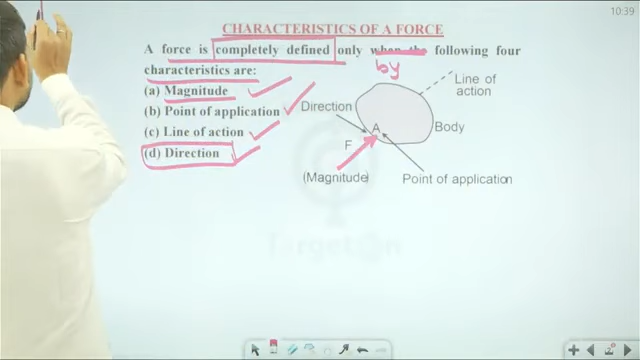 10:39
CHARACTERISTICS OF A FORCE
A force is completely defined only when the following four
by
characteristics are:
(a) Magnitude
(b) Point of application
(c) Line of action
(d) Direction
Line of
action
Direction
A
Body
F
(Magnitude)
Point of application